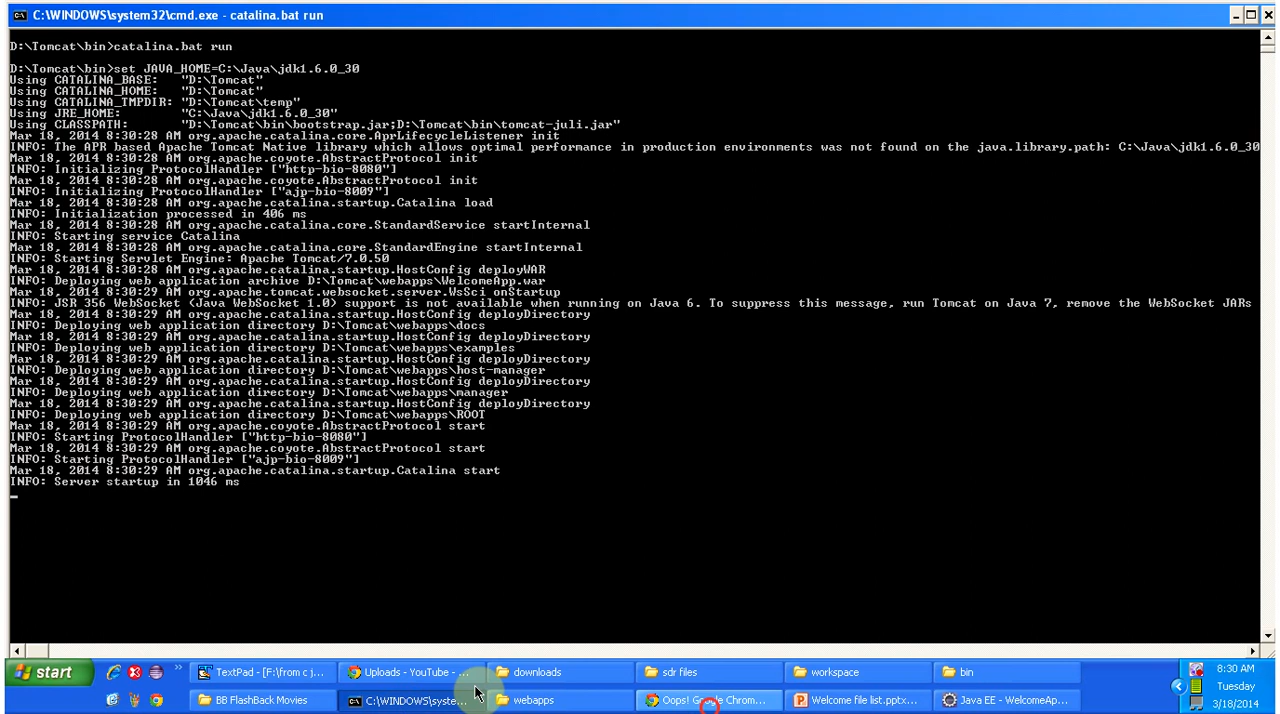 C:\WINDOWS\system32\cmd.exe - catalina.bat run
D:\Tomcat\bin>catalina.bat run
D:\Tomcat\bin>set JAVA_HOME=C:\Java\jdk1.6.0_30
Using CATALINA_BASE:   "D:\Tomcat"
Using CATALINA_HOME:   "D:\Tomcat"
Using CATALINA_TMPDIR: "D:\Tomcat\temp"
Using JRE_HOME:        "C:\Java\jdk1.6.0_30"
Using CLASSPATH:       "D:\Tomcat\bin\bootstrap.jar;D:\Tomcat\bin\tomcat-juli.jar"
Mar 18, 2014 8:30:28 AM org.apache.catalina.core.AprLifecycleListener init
INFO: The APR based Apache Tomcat Native library which allows optimal performance in production environments was not found on the java.library.path: C:\Java\jdk1.6.0_30
Mar 18, 2014 8:30:28 AM org.apache.coyote.AbstractProtocol init
INFO: Initializing ProtocolHandler ["http-bio-8080"]
Mar 18, 2014 8:30:28 AM org.apache.coyote.AbstractProtocol init
INFO: Initializing ProtocolHandler ["ajp-bio-8009"]
Mar 18, 2014 8:30:28 AM org.apache.catalina.startup.Catalina load
INFO: Initialization processed in 406 ms
Mar 18, 2014 8:30:28 AM org.apache.catalina.core.StandardService startInternal
INFO: Starting service Catalina
Mar 18, 2014 8:30:28 AM org.apache.catalina.core.StandardEngine startInternal
INFO: Starting Servlet Engine: Apache Tomcat/7.0.50
Mar 18, 2014 8:30:28 AM org.apache.catalina.startup.HostConfig deployWAR
INFO: Deploying web application archive D:\Tomcat\webapps\WelcomeApp.war
Mar 18, 2014 8:30:29 AM org.apache.tomcat.websocket.server.WsSci onStartup
INFO: JSR 356 WebSocket (Java WebSocket 1.0) support is not available when running on Java 6. To suppress this message, run Tomcat on Java 7, remove the WebSocket JARs
Mar 18, 2014 8:30:29 AM org.apache.catalina.startup.HostConfig deployDirectory
INFO: Deploying web application directory D:\Tomcat\webapps\docs
Mar 18, 2014 8:30:29 AM org.apache.catalina.startup.HostConfig deployDirectory
INFO: Deploying web application directory D:\Tomcat\webapps\examples
Mar 18, 2014 8:30:29 AM org.apache.catalina.startup.HostConfig deployDirectory
INFO: Deploying web application directory D:\Tomcat\webapps\host-manager
Mar 18, 2014 8:30:29 AM org.apache.catalina.startup.HostConfig deployDirectory
INFO: Deploying web application directory D:\Tomcat\webapps\manager
Mar 18, 2014 8:30:29 AM org.apache.catalina.startup.HostConfig deployDirectory
INFO: Deploying web application directory D:\Tomcat\webapps\ROOT
Mar 18, 2014 8:30:29 AM org.apache.coyote.AbstractProtocol start
INFO: Starting ProtocolHandler ["http-bio-8080"]
Mar 18, 2014 8:30:29 AM org.apache.coyote.AbstractProtocol start
INFO: Starting ProtocolHandler ["ajp-bio-8009"]
Mar 18, 2014 8:30:29 AM org.apache.catalina.startup.Catalina start
INFO: Server startup in 1046 ms
start TextPad - [F:\from c j... Uploads - YouTube - ... downloads sdr files workspace bin 8:30 AM
Tuesday
BB FlashBack Movies C:\WINDOWS\syste... webapps Oops! Google Chrom... Welcome file list.pptx... Java EE - WelcomeAp... 3/18/2014